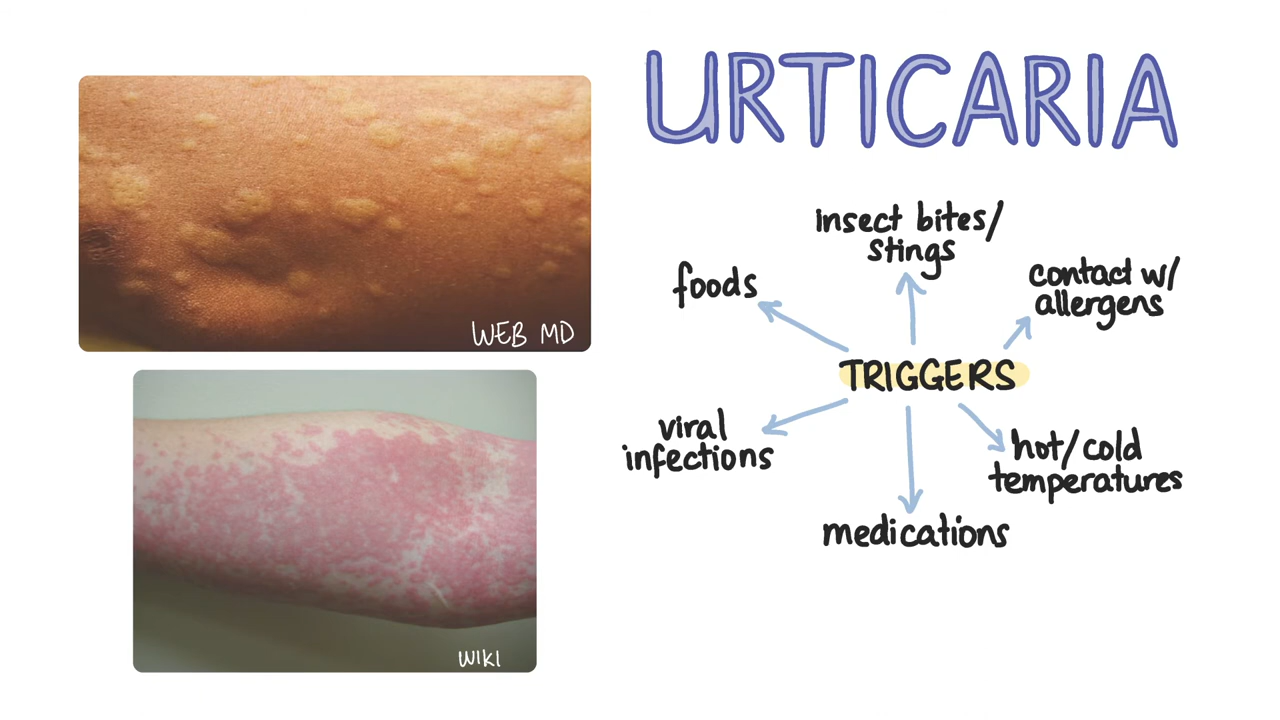 URTICARIA
WEB MD
WIKI
insect bites/
stings
foods
contact w/
allergens
TRIGGERS
viral
infections
hot/cold
temperatures
medications